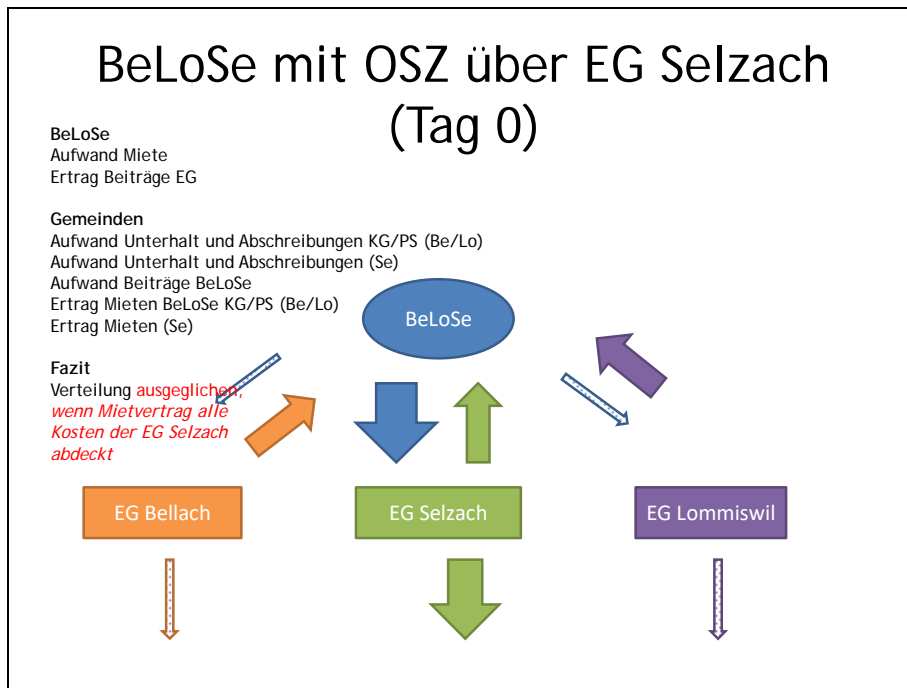 BeLoSe mit OSZ über EG Selzach
(Tag 0)
BeLoSe
Aufwand Miete
Ertrag Beiträge EG
Gemeinden
Aufwand Unterhalt und Abschreibungen KG/PS (Be/Lo)
Aufwand Unterhalt und Abschreibungen (Se)
Aufwand Beiträge BeLoSe
Ertrag Mieten BeLoSe KG/PS (Be/Lo)
Ertrag Mieten (Se)
Fazit
Verteilung ausgeglichen,
wenn Mietvertrag alle
Kosten der EG Selzach
abdeckt
BeLoSe
EG Bellach
EG Selzach
EG Lommiswil